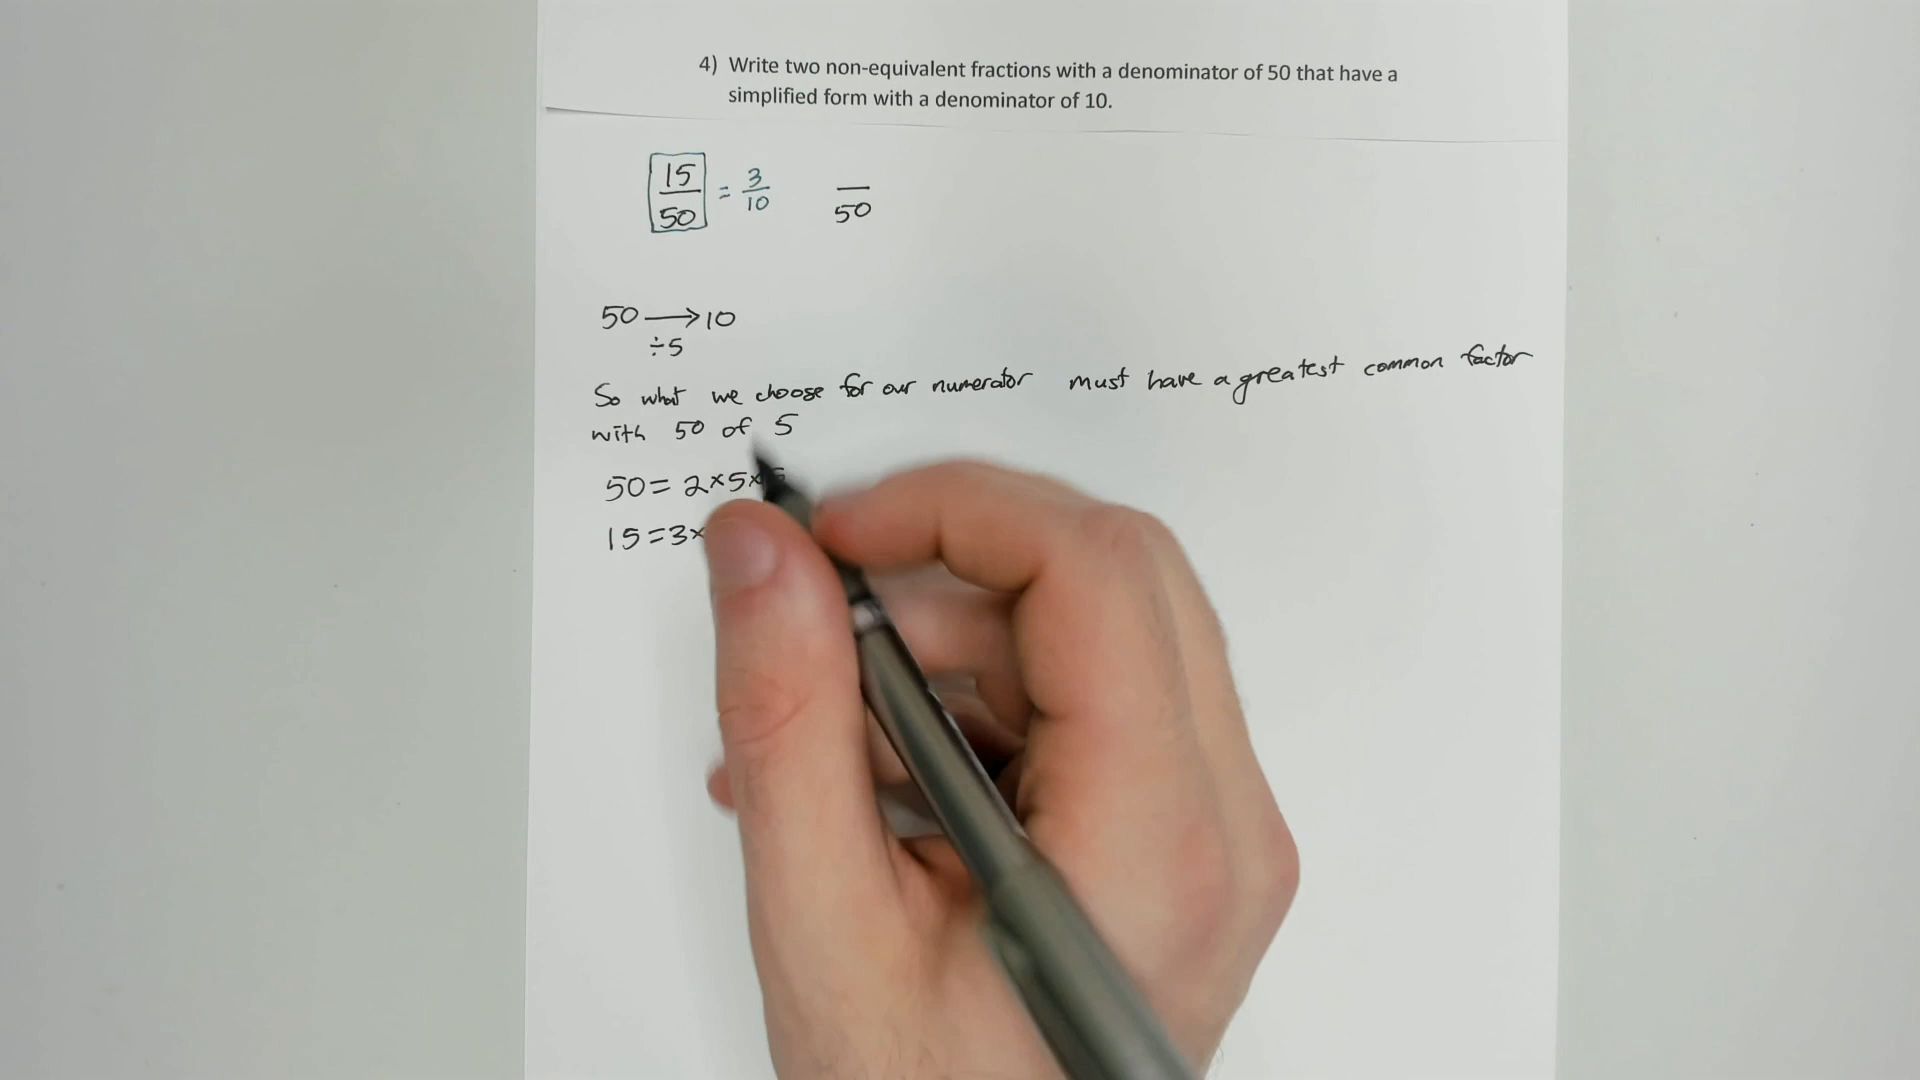 4) Write two non-equivalent fractions with a denominator of 50 that have a
simplified form with a denominator of 10.
15/50 = 3/10   —/50
50 ⟶ 10
÷5
So what we choose for our numerator must have a greatest common factor
with 50 of 5
50 = 2×5×
15 = 3×